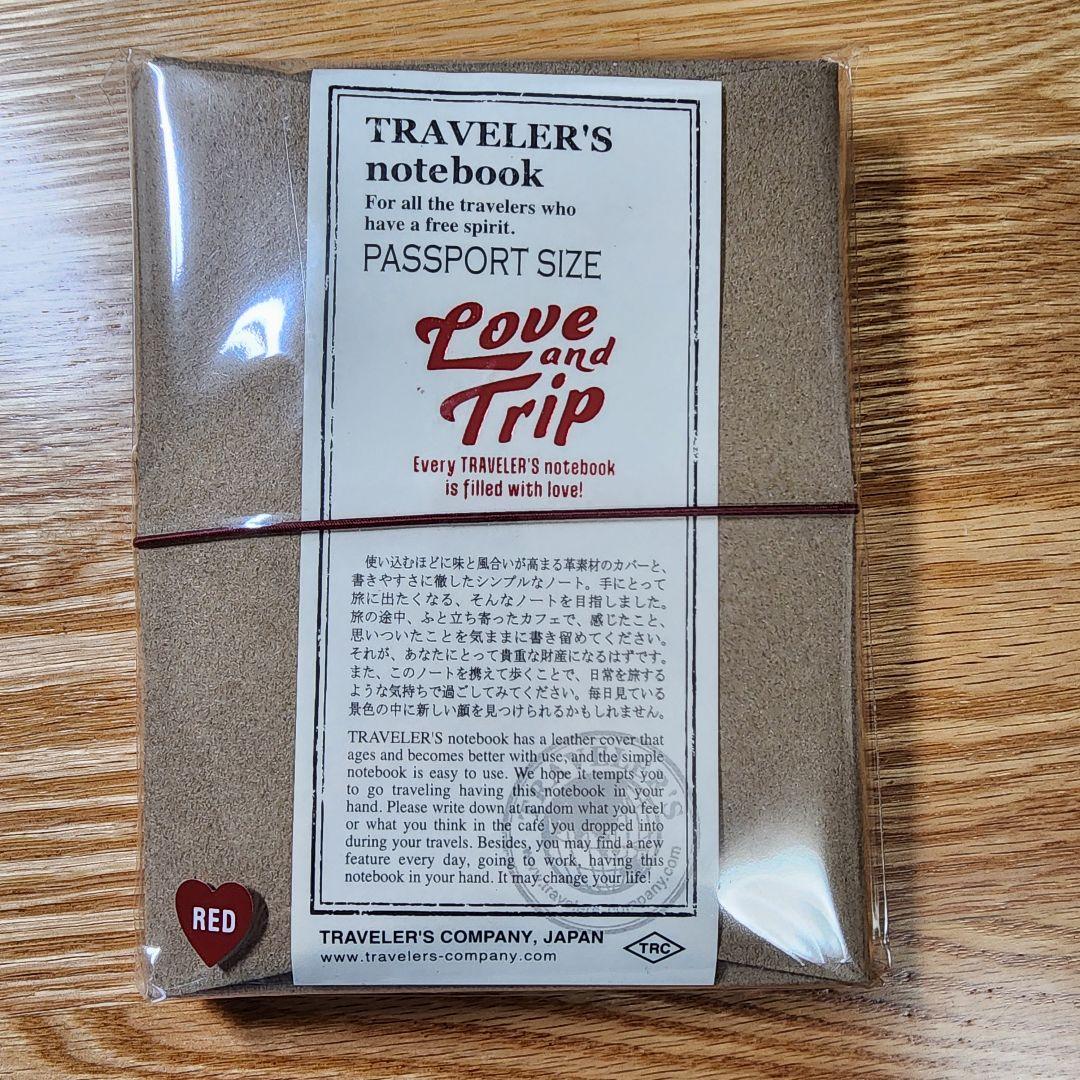 TRAVELER'S
notebook
For all the travelers who
have a free spirit.
PASSPORT SIZE
Love
and
Trip
Every TRAVELER'S notebook
is filled with love!
使い込むほどに味と風合いが高まる革素材のカバーと、
書きやすさに徹したシンプルなノート。手にとって
旅に出たくなる、そんなノートを目指しました。
旅の途中、ふと立ち寄ったカフェで、感じたこと、
思いついたことを気ままに書き留めてください。
それが、あなたにとって貴重な財産になるはずです。
また、このノートを携えて歩くことで、日常を旅する
ような気持ちで過ごしてみてください。毎日見ている
景色の中に新しい顔を見つけられるかもしれません。
TRAVELER'S notebook has a leather cover that
ages and becomes better with use, and the simple
notebook is easy to use. We hope it tempts you
to go traveling having this notebook in your
hand. Please write down at random what you feel
or what you think in the café you dropped into
during your travels. Besides, you may find a new
feature every day, going to work, having this
notebook in your hand. It may change your life!
TRAVELER'S
www.travelers-company.com
RED
TRAVELER'S COMPANY, JAPAN
www.travelers-company.com
TRC